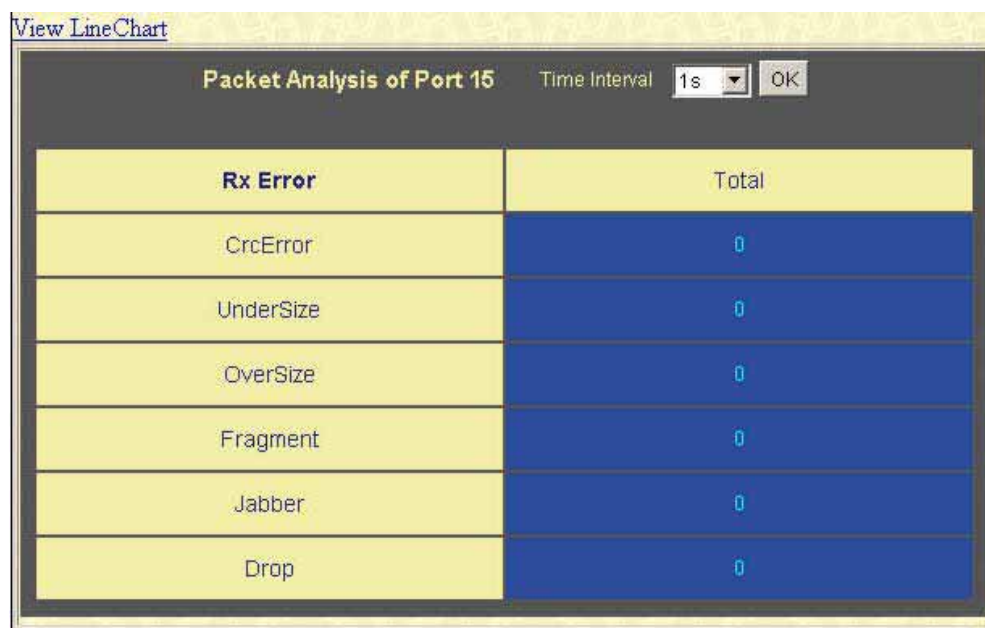 View LineChart
Packet Analysis of Port 15 Time Interval 1s OK
Rx Error Total
CrcError 0
UnderSize 0
OverSize 0
Fragment 0
Jabber 0
Drop 0